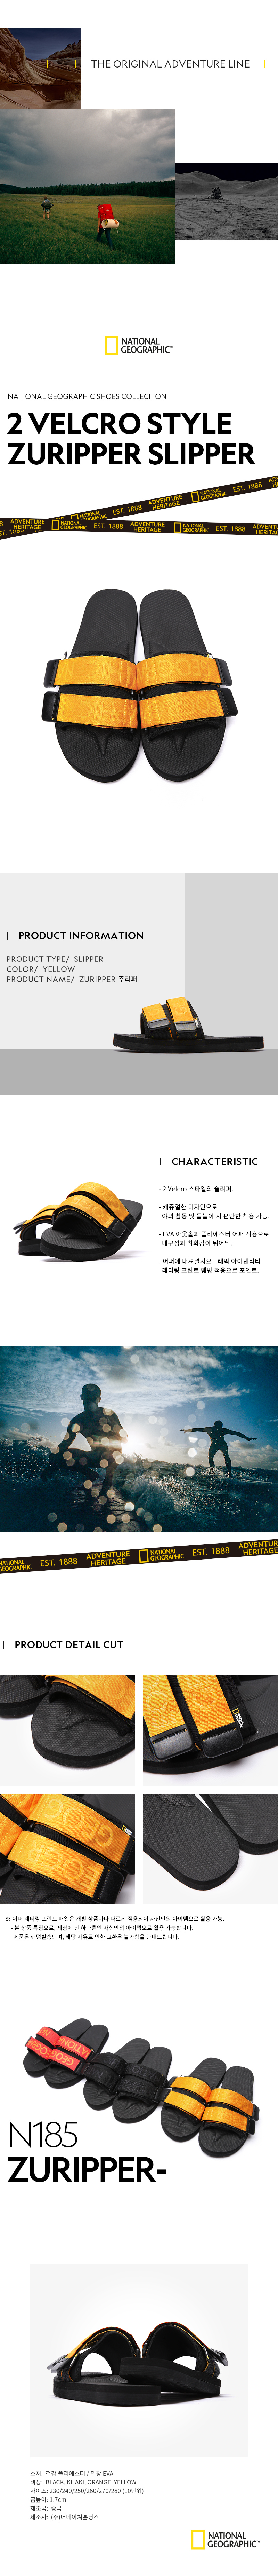 THE ORIGINAL ADVENTURE LINE
NATIONAL
GEOGRAPHIC™
NATIONAL GEOGRAPHIC SHOES COLLECITON
2 VELCRO STYLE
ZURIPPER SLIPPER
ADVENTURE
HERITAGE
NATIONAL
GEOGRAPHIC
EST. 1888
ADVENTURE
HERITAGE
NATIONAL
GEOGRAPHIC
EST. 1888
ADVENTURE
HERITAGE
NATIONAL
GEOGRAPHIC
EST. 1888
ADVENTURE
HERITAGE
NATIONAL
GEOGRAPHIC
EST. 1888
PRODUCT INFORMATION
PRODUCT TYPE/ SLIPPER
COLOR/ YELLOW
PRODUCT NAME/ ZURIPPER 주리퍼
CHARACTERISTIC
- 2 Velcro 스타일의 슬리퍼.
- 캐쥬얼한 디자인으로
야외 활동 및 물놀이 시 편안한 착용 가능.
- EVA 아웃솔과 폴리에스터 어퍼 적용으로
내구성과 착화감이 뛰어남.
- 어퍼에 내셔널지오그래픽 아이덴티티
레터링 프린트 웨빙 적용으로 포인트.
NATIONAL
GEOGRAPHIC
EST. 1888
ADVENTURE
HERITAGE
NATIONAL
GEOGRAPHIC
EST. 1888
ADVENTURE
HERITAGE
PRODUCT DETAIL CUT
※ 어퍼 레터링 프린트 배열은 개별 상품마다 다르게 적용되어 자신만의 아이템으로 활용 가능.
- 본 상품 특징으로, 세상에 단 하나뿐인 자신만의 아이템으로 활용 가능합니다.
제품은 랜덤발송되며, 해당 사유로 인한 교환은 불가함을 안내드립니다.
N185
ZURIPPER-
소재: 겉감 폴리에스터 / 밑창 EVA
색상: BLACK, KHAKI, ORANGE, YELLOW
사이즈: 230/240/250/260/270/280 (10단위)
굽높이: 1.7cm
제조국: 중국
제조사: (주)더네이쳐홀딩스
NATIONAL
GEOGRAPHIC